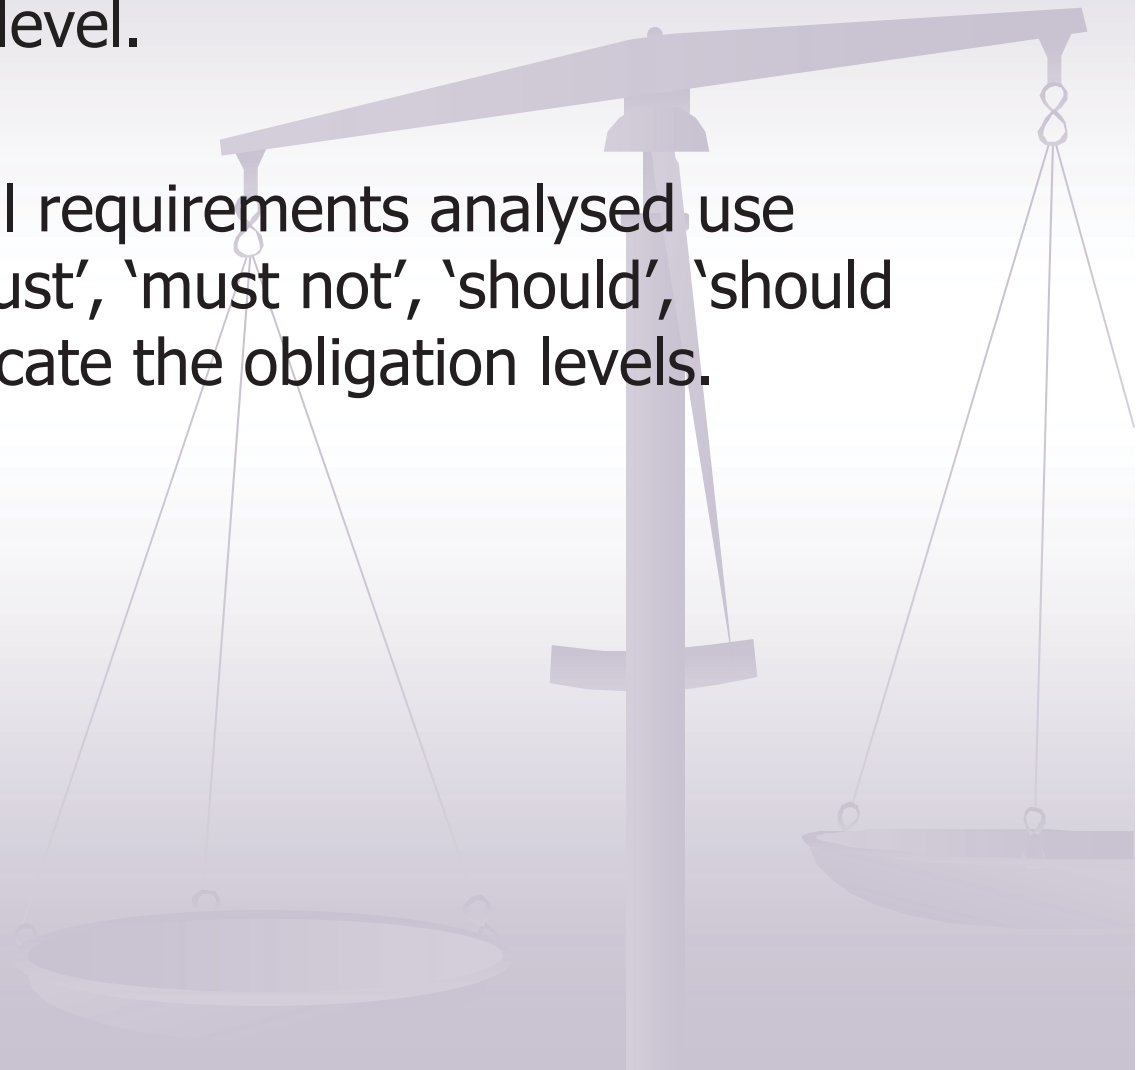 level.
l requirements analysed use
ust’, ‘must not’, ‘should’, ‘should
cate the obligation levels.